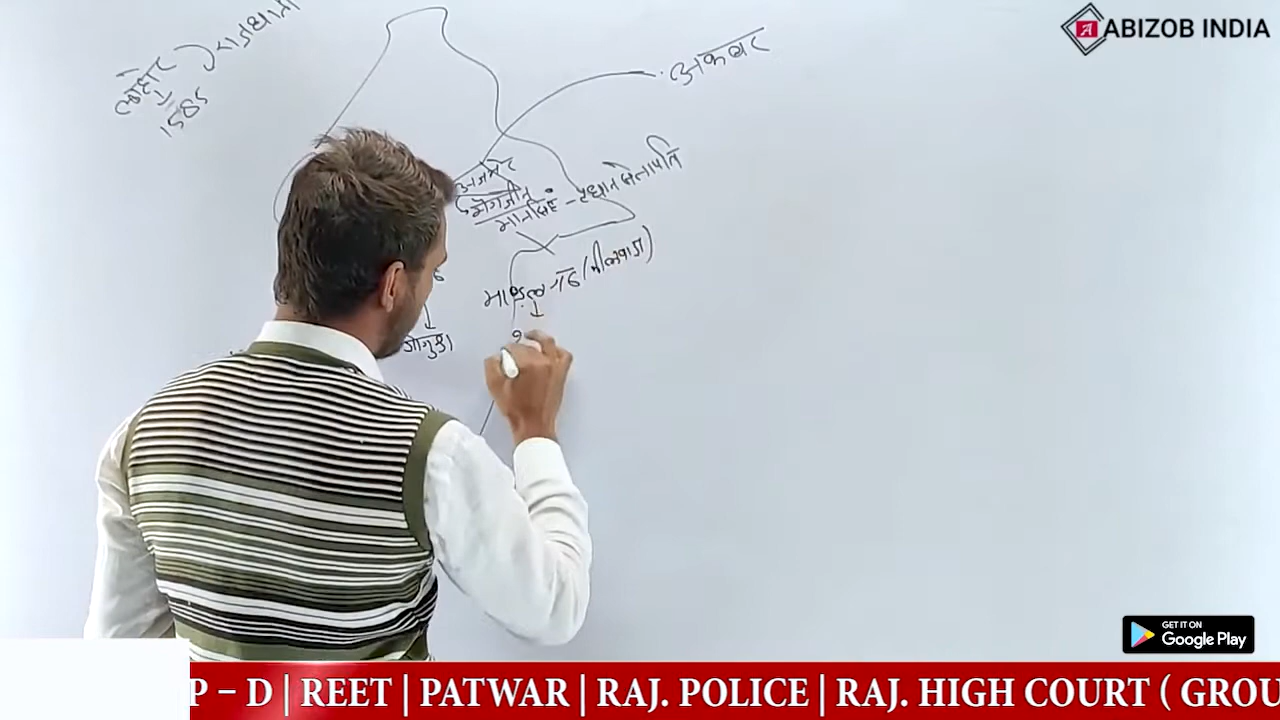 लाहौर ) राजधानी
1585
अकबर
अजमेर
मानसिंह - प्रधान सेनापति
माण्डलगढ (भीलवाडा)
गोगुन्दा
ABIZOB INDIA
GET IT ON
Google Play
P – D | REET | PATWAR | RAJ. POLICE | RAJ. HIGH COURT ( GROU